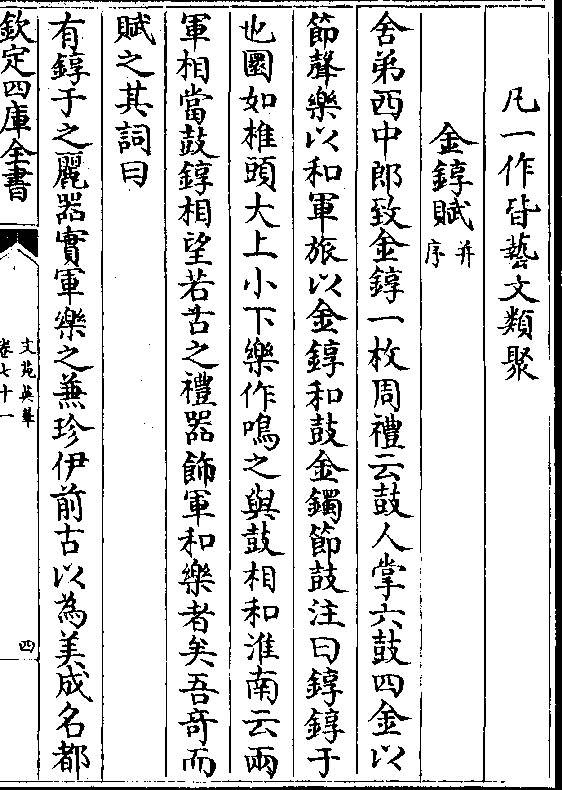 凡一作皆藝文類聚
金錞賦并序
舍弟西中郎致金錞一枚周禮云鼓人掌六鼓四金以
節聲樂以和軍旅以金錞和鼓金鐲節鼓注曰錞錞于
也圜如椎頭大上小下樂作鳴之與鼓相和淮南云兩
軍相當鼓錞相望若古之禮器飾軍和樂者矣吾竒而
賦之其詞曰
有錞于之麗器實軍樂之兼珍伊前古以為美成名都
欽定四庫全書
文苑英華
卷七十一
四